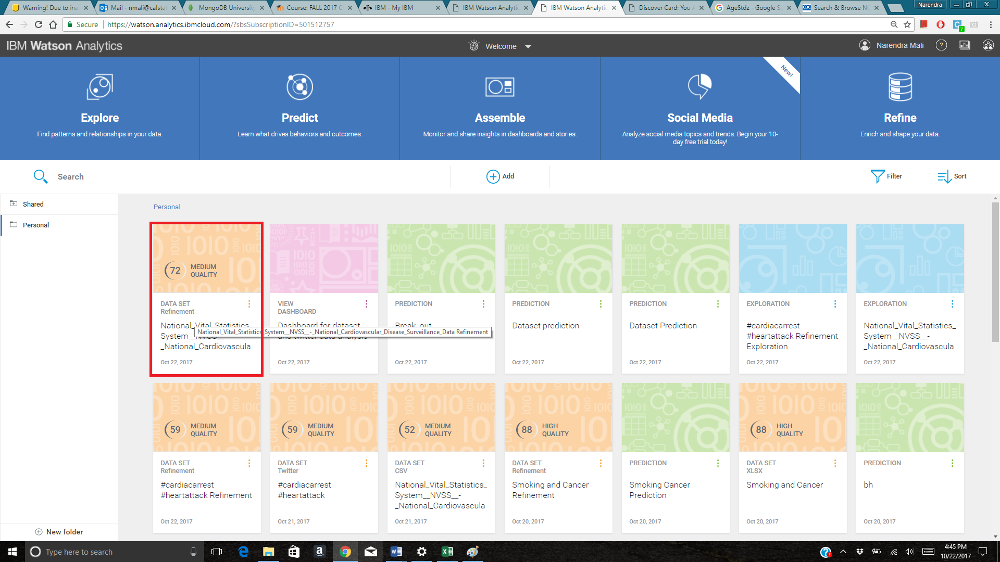 Warning! Due to ina
Mail - nmali@calsta
MongoDB University
Course: FALL 2017 C
IBM - My IBM
IBM Watson Analytic
IBM Watson Analytic
Discover Card: You A
AgeStdz - Google Se
CDC Search & Browse NC
Narendra
Secure https://watson.analytics.ibmcloud.com/?sbsSubscriptionID=501512757
7
IBM Watson Analytics
Welcome
Narendra Mali
?
Explore
Find patterns and relationships in your data.
Predict
Learn what drives behaviors and outcomes.
Assemble
Monitor and share insights in dashboards and stories.
Social Media
Analyze social media topics and trends. Begin your 10-
day free trial today!
New!
Refine
Enrich and shape your data.
Search
Add
Filter
Sort
Shared
Personal
New folder
Personal
72 MEDIUM
QUALITY
DATA SET
Refinement
National_Vital_Statistics_
System__NVSS__-
_National_Cardiovascula
Oct 22, 2017
National_Vital_Statistics_System__NVSS__-_National_Cardiovascular_Disease_Surveillance_Data Refinement
VIEW
DASHBOARD
Dashboard for dataset
and twitter data analysis
Oct 22, 2017
PREDICTION
Break_out
Oct 22, 2017
PREDICTION
Dataset prediction
Oct 22, 2017
PREDICTION
Dataset Prediction
Oct 22, 2017
EXPLORATION
#cardiacarrest
#heartattack Refinement
Exploration
Oct 22, 2017
EXPLORATION
National_Vital_Statistics_
System__NVSS__-
_National_Cardiovascula
Oct 22, 2017
59 MEDIUM
QUALITY
DATA SET
Refinement
#cardiacarrest
#heartattack Refinement
Oct 22, 2017
59 MEDIUM
QUALITY
DATA SET
Twitter
#cardiacarrest
#heartattack
Oct 21, 2017
52 MEDIUM
QUALITY
DATA SET
CSV
National_Vital_Statistics_
System__NVSS__-
_National_Cardiovascula
Oct 21, 2017
88 HIGH
QUALITY
DATA SET
Refinement
Smoking and Cancer
Refinement
Oct 20, 2017
PREDICTION
Smoking Cancer
Prediction
Oct 20, 2017
88 HIGH
QUALITY
DATA SET
XLSX
Smoking and Cancer
Oct 20, 2017
PREDICTION
bh
Oct 20, 2017
Type here to search
4:45 PM
10/22/2017